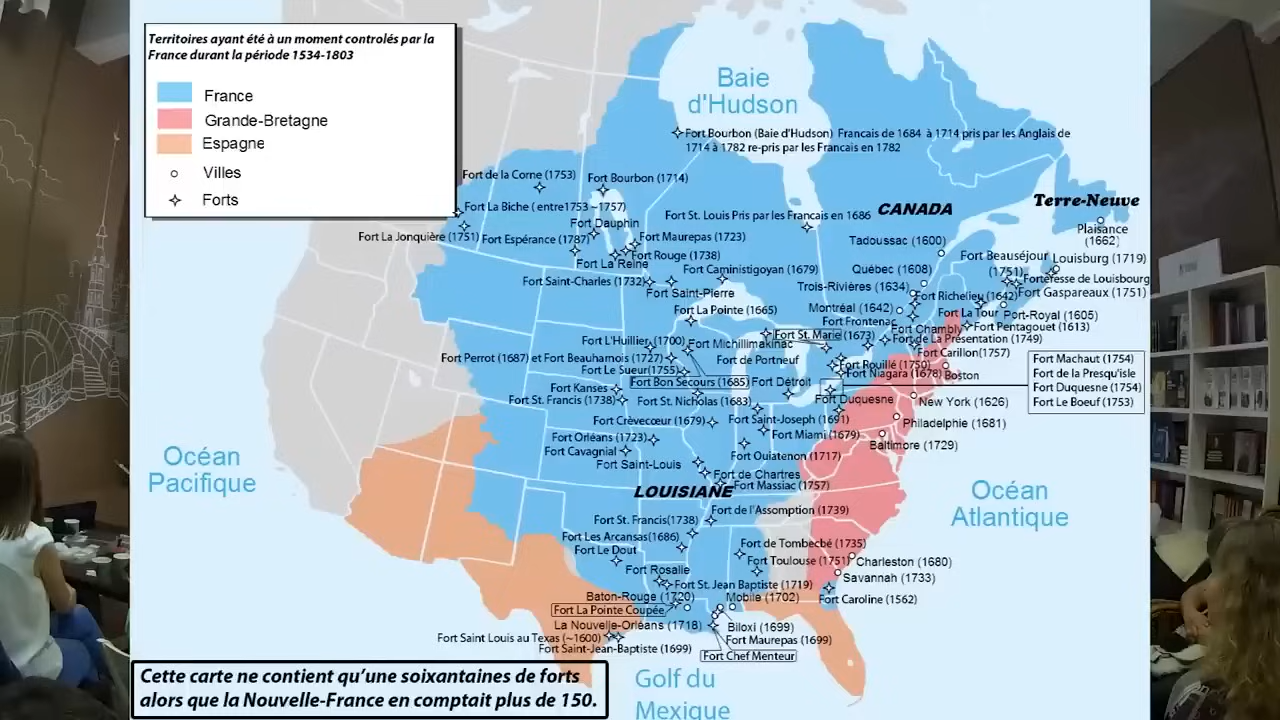 Territoires ayant été à un moment controlés par la
France durant la période 1534-1803
France
Grande-Bretagne
Espagne
Villes
Forts
Baie
d'Hudson
Fort Bourbon (Baie d'Hudson) Francais de 1684 à 1714 pris par les Anglais de
1714 à 1782 re-pris par les Francais en 1782
Fort de la Corne (1753)
Fort Bourbon (1714)
Fort La Biche ( entre1753 ~1757)
Fort Dauphin
Fort St. Louis Pris par les Francais en 1686
CANADA
Terre-Neuve
Plaisance
(1662)
Fort La Jonquière (1751)
Fort Espérance (1787)
Fort Maurepas (1723)
Tadoussac (1600)
Fort Rouge (1738)
Fort La Reine
Fort Beauséjour
(1751)
Louisburg (1719)
Fort Caministigoyan (1679)
Québec (1608)
Forteresse de Louisbourg
Fort Saint-Charles (1732)
Fort Saint-Pierre
Trois-Rivières (1634)
Fort Richelieu (1642)
Fort Gaspareaux (1751)
Fort La Pointe (1665)
Montréal (1642)
Fort La Tour
Port-Royal (1605)
Fort Frontenac
Fort Chambly
Fort Pentagouet (1613)
Fort St. Marie (1673)
Fort de La Présentation (1749)
Fort L'Huillier (1700)
Fort Michillimakinac
Fort Carillon(1757)
Fort Perrot (1687) et Fort Beauharnois (1727)
Fort de Portneuf
Fort Rouillé (1750)
Fort Machaut (1754)
Fort de la Presqu'isle
Fort Duquesne (1754)
Fort Le Boeuf (1753)
Fort Le Sueur(1755)
Fort Niagara (1678)
Boston
Fort Bon Secours (1685)
Fort Détroit
Fort Kanses
Fort St. Francis (1738)
Fort St. Nicholas (1683)
Fort Duquesne
New York (1626)
Fort Crèvecœur (1679)
Fort Saint-Joseph (1691)
Philadelphie (1681)
Fort Orléans (1723)
Fort Miami (1679)
Baltimore (1729)
Fort Cavagnial
Fort Ouiatenon (1717)
Océan
Pacifique
Fort Saint-Louis
Fort de Chartres
Fort Massiac (1757)
LOUISIANE
Océan
Atlantique
Fort de l'Assomption (1739)
Fort St. Francis(1738)
Fort Les Arcansas(1686)
Fort de Tombecbé (1735)
Fort Le Dout
Fort Toulouse (1751)
Charleston (1680)
Fort Rosalie
Savannah (1733)
Fort St. Jean Baptiste (1719)
Baton-Rouge (1720)
Mobile (1702)
Fort Caroline (1562)
Fort La Pointe Coupée
La Nouvelle-Orléans (1718)
Biloxi (1699)
Fort Saint Louis au Texas (~1600)
Fort Maurepas (1699)
Fort Saint-Jean-Baptiste (1699)
Fort Chef Menteur
Golf du
Mexique
Cette carte ne contient qu'une soixantaines de forts
alors que la Nouvelle-France en comptait plus de 150.